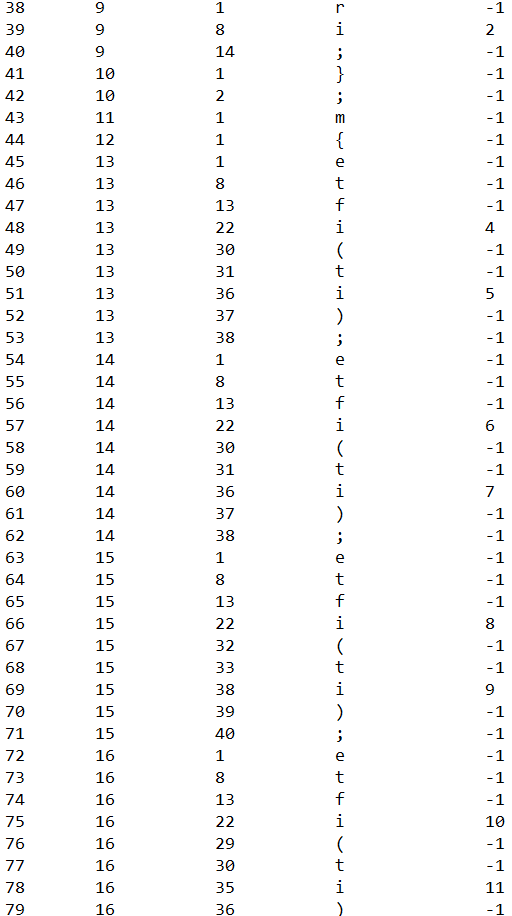 38 9 1 r -1
39 9 8 i 2
40 9 14 ; -1
41 10 1 } -1
42 10 2 ; -1
43 11 1 m -1
44 12 1 { -1
45 13 1 e -1
46 13 8 t -1
47 13 13 f -1
48 13 22 i 4
49 13 30 ( -1
50 13 31 t -1
51 13 36 i 5
52 13 37 ) -1
53 13 38 ; -1
54 14 1 e -1
55 14 8 t -1
56 14 13 f -1
57 14 22 i 6
58 14 30 ( -1
59 14 31 t -1
60 14 36 i 7
61 14 37 ) -1
62 14 38 ; -1
63 15 1 e -1
64 15 8 t -1
65 15 13 f -1
66 15 22 i 8
67 15 32 ( -1
68 15 33 t -1
69 15 38 i 9
70 15 39 ) -1
71 15 40 ; -1
72 16 1 e -1
73 16 8 t -1
74 16 13 f -1
75 16 22 i 10
76 16 29 ( -1
77 16 30 t -1
78 16 35 i 11
79 16 36 ) -1